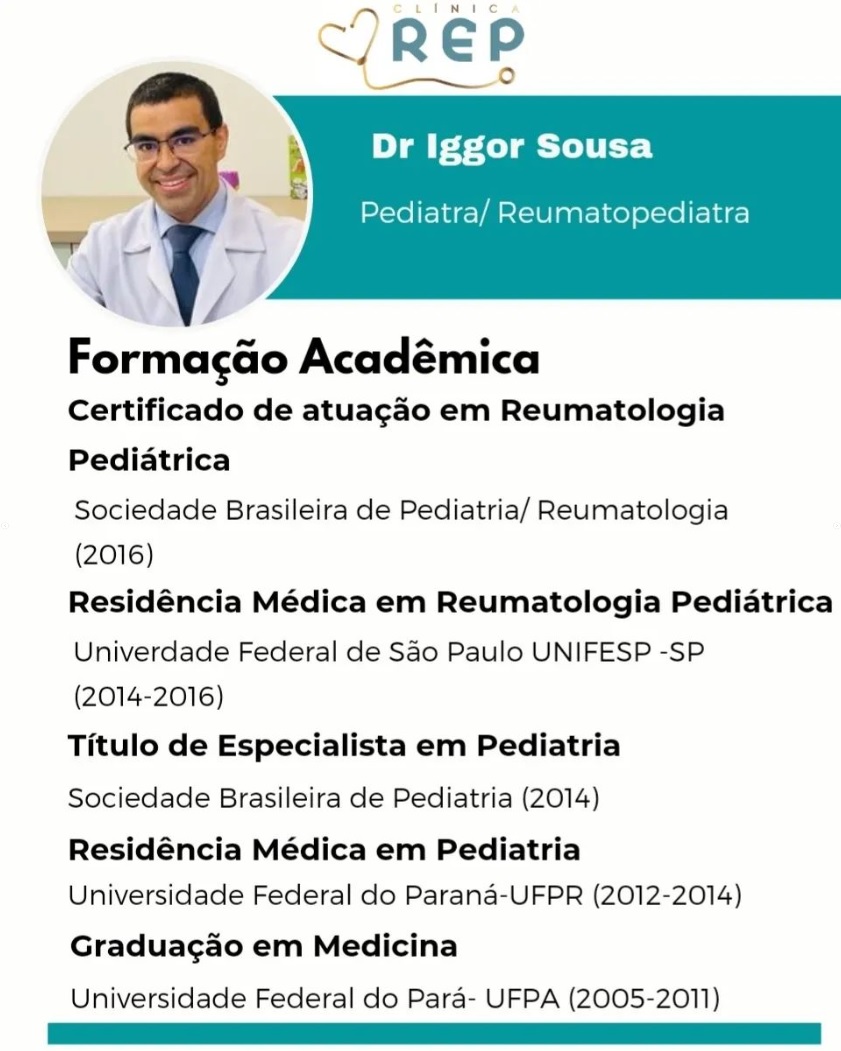 CLÍNICA
REP
Dr Iggor Sousa
Pediatra/ Reumatopediatra
Formação Acadêmica
Certificado de atuação em Reumatologia
Pediátrica
Sociedade Brasileira de Pediatria/ Reumatologia
(2016)
Residência Médica em Reumatologia Pediátrica
Univerdade Federal de São Paulo UNIFESP -SP
(2014-2016)
Título de Especialista em Pediatria
Sociedade Brasileira de Pediatria (2014)
Residência Médica em Pediatria
Universidade Federal do Paraná-UFPR (2012-2014)
Graduação em Medicina
Universidade Federal do Pará- UFPA (2005-2011)